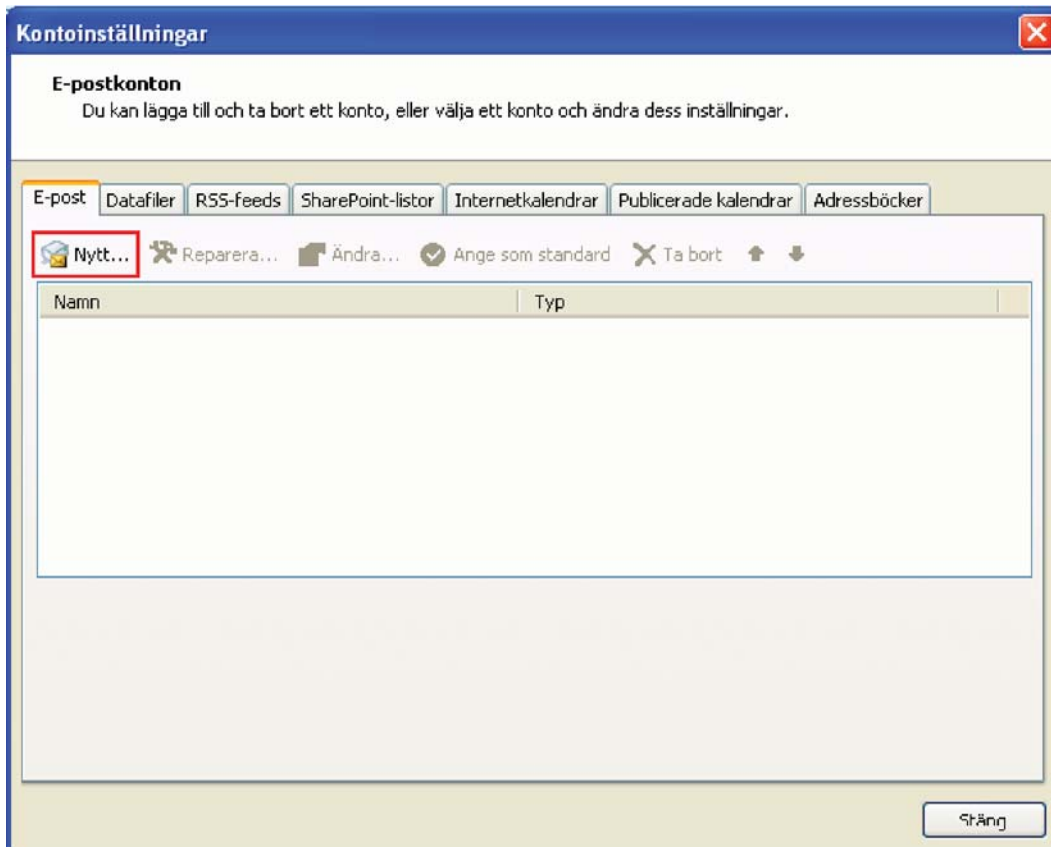 Kontoinställningar
E-postkonton
Du kan lägga till och ta bort ett konto, eller välja ett konto och ändra dess inställningar.
E-post Datafiler RSS-feeds SharePoint-listor Internetkalendrar Publicerade kalendrar Adressböcker
Nytt... Reparera... Ändra... Ange som standard Ta bort
Namn Typ
Stäng